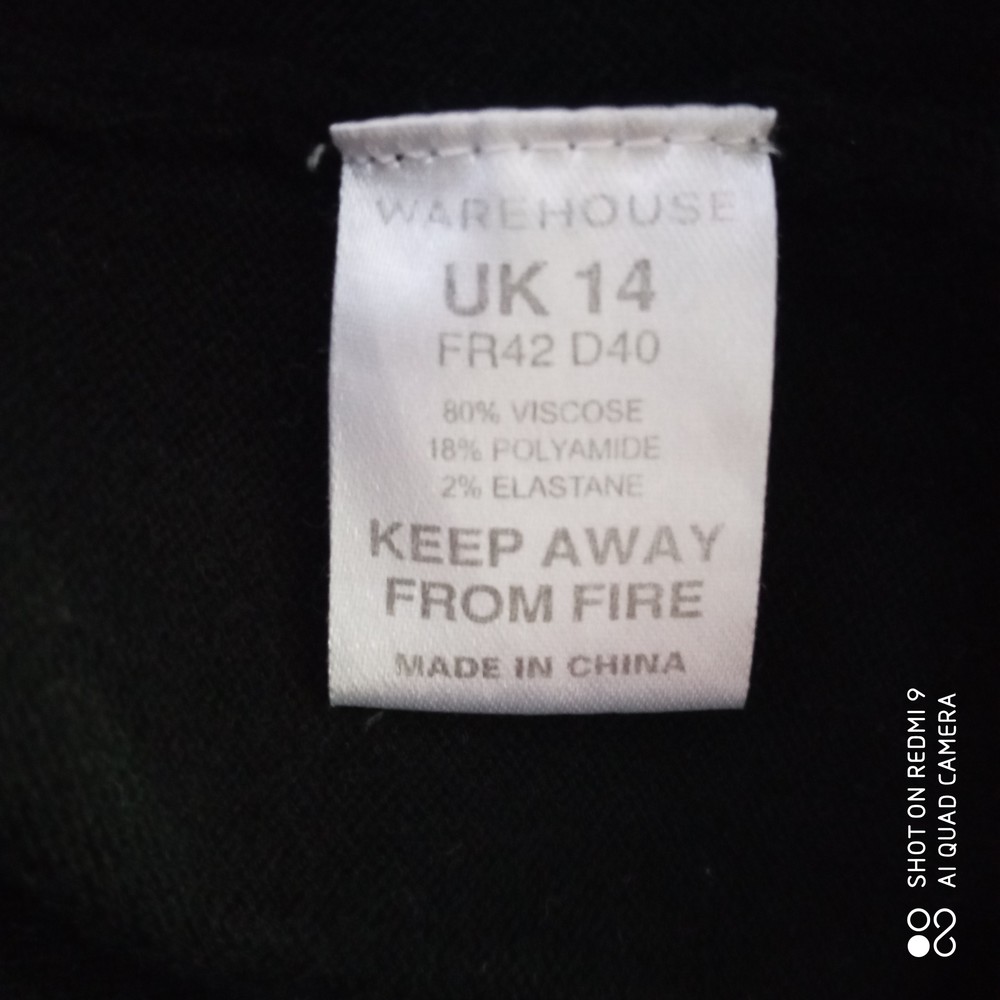 WAREHOUSE
UK 14
FR42 D40
80% VISCOSE
18% POLYAMIDE
2% ELASTANE
KEEP AWAY
FROM FIRE
MADE IN CHINA
SHOT ON REDMI 9
AI QUAD CAMERA